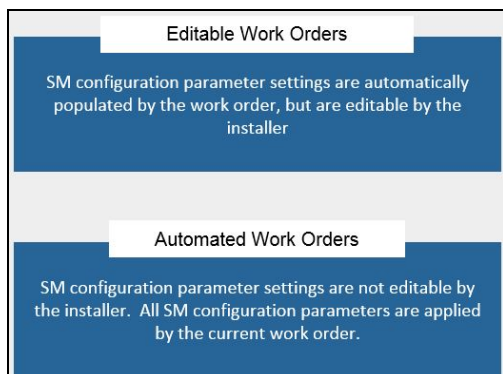 Editable Work Orders
SM configuration parameter settings are automatically
populated by the work order, but are editable by the
installer
Automated Work Orders
SM configuration parameter settings are not editable by
the installer.  All SM configuration parameters are applied
by the current work order.